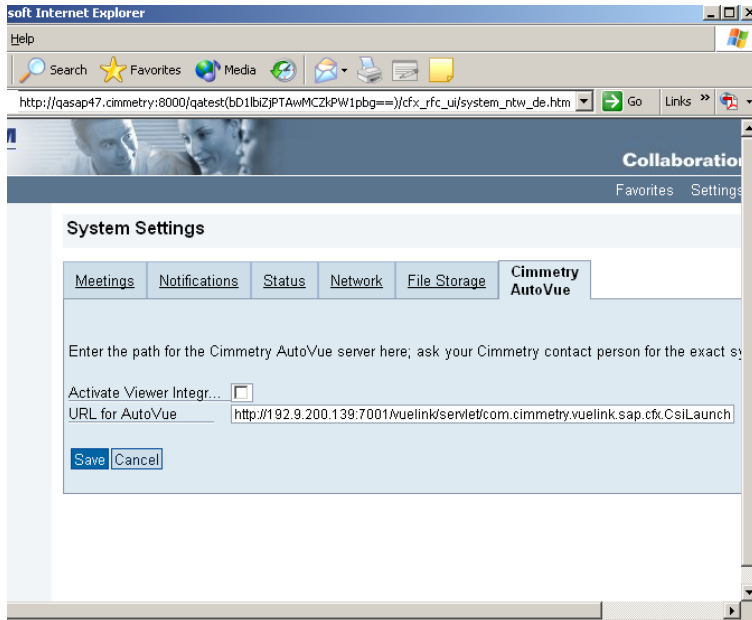 soft Internet Explorer
Help
Search Favorites Media
http://qasap47.cimmetry:8000/qatest(bD1lbiZjPTAwMCZkPW1pbg==)/cfx_rfc_ui/system_ntw_de.htm Go Links »
Collaboration
Favorites Settings
System Settings
Meetings Notifications Status Network File Storage Cimmetry
AutoVue
Enter the path for the Cimmetry AutoVue server here; ask your Cimmetry contact person for the exact sy
Activate Viewer Integr...
URL for AutoVue http://192.9.200.139:7001/vuelink/servlet/com.cimmetry.vuelink.sap.cfx.CsiLaunch
Save Cancel